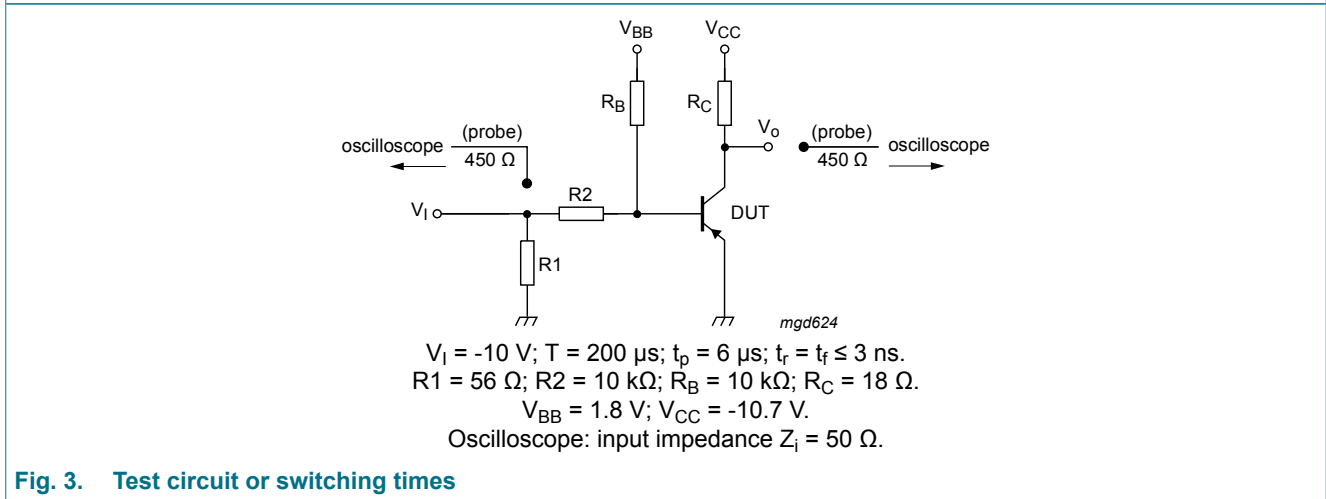 V_BB
V_CC
R_B
R_C
V_o
oscilloscope
(probe)
450 Ω
(probe)
450 Ω
oscilloscope
R2
V_I
DUT
R1
mgd624
V_I = -10 V; T = 200 μs; t_p = 6 μs; t_r = t_f ≤ 3 ns.
R1 = 56 Ω; R2 = 10 kΩ; R_B = 10 kΩ; R_C = 18 Ω.
V_BB = 1.8 V; V_CC = -10.7 V.
Oscilloscope: input impedance Z_i = 50 Ω.
Fig. 3. Test circuit or switching times